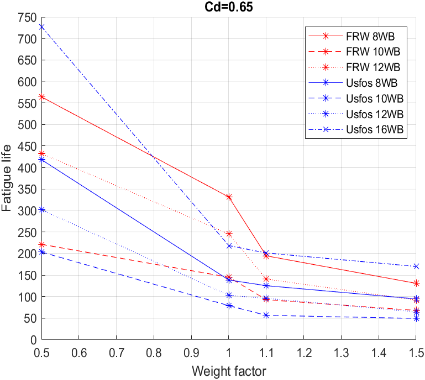 Cd=0.65
750
700
650
600
550
500
450
400
350
300
250
200
150
100
50
0
Fatigue life
FRW 8WB
FRW 10WB
FRW 12WB
Usfos 8WB
Usfos 10WB
Usfos 12WB
Usfos 16WB
0.5 0.6 0.7 0.8 0.9 1 1.1 1.2 1.3 1.4 1.5
Weight factor